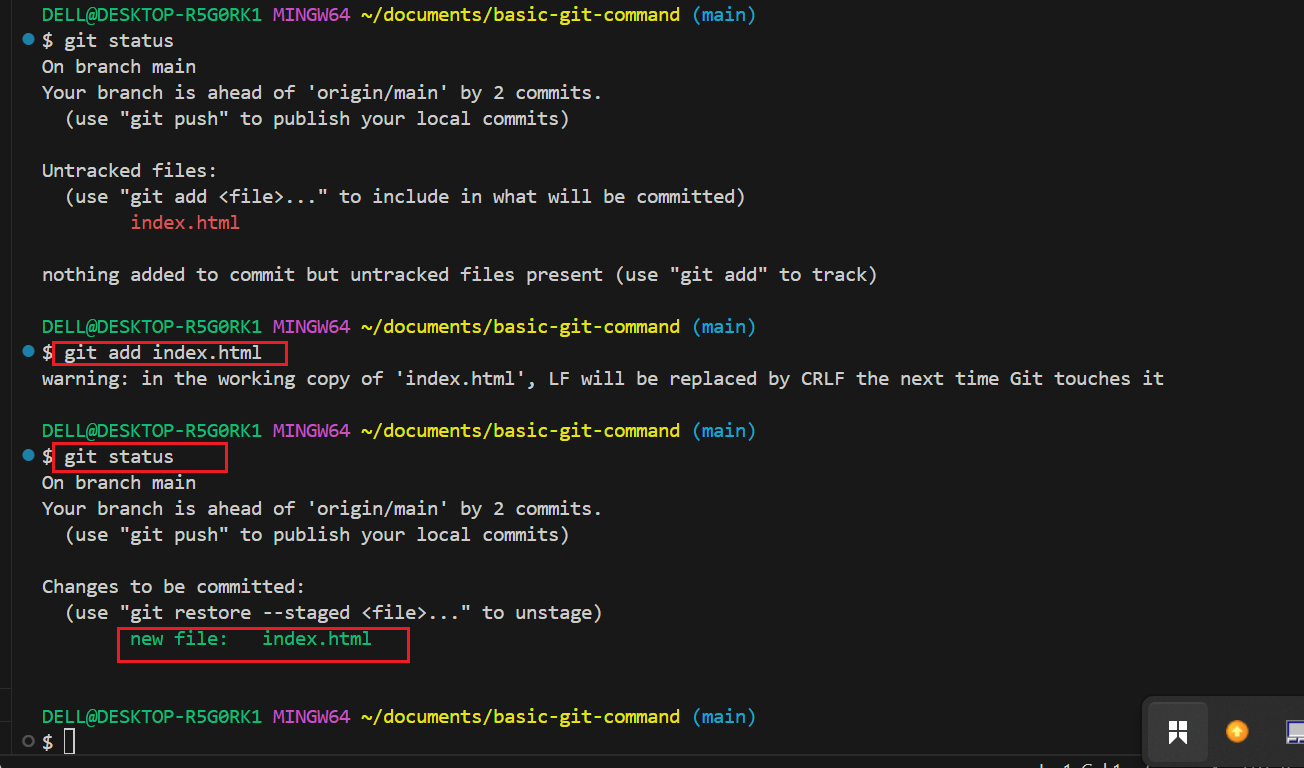 DELL@DESKTOP-R5G0RK1 MINGW64 ~/documents/basic-git-command (main)
$ git status
On branch main
Your branch is ahead of 'origin/main' by 2 commits.
  (use "git push" to publish your local commits)
Untracked files:
  (use "git add <file>..." to include in what will be committed)
        index.html
nothing added to commit but untracked files present (use "git add" to track)
DELL@DESKTOP-R5G0RK1 MINGW64 ~/documents/basic-git-command (main)
$ git add index.html
warning: in the working copy of 'index.html', LF will be replaced by CRLF the next time Git touches it
DELL@DESKTOP-R5G0RK1 MINGW64 ~/documents/basic-git-command (main)
$ git status
On branch main
Your branch is ahead of 'origin/main' by 2 commits.
  (use "git push" to publish your local commits)
Changes to be committed:
  (use "git restore --staged <file>..." to unstage)
        new file:   index.html
DELL@DESKTOP-R5G0RK1 MINGW64 ~/documents/basic-git-command (main)
$